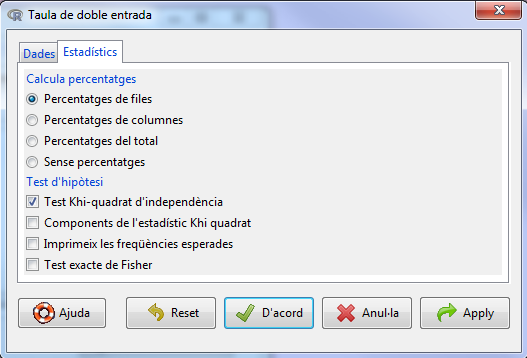 Taula de doble entrada
Dades Estadístics
Calcula percentatges
Percentatges de files
Percentatges de columnes
Percentatges del total
Sense percentatges
Test d'hipòtesi
Test Khi-quadrat d'independència
Components de l'estadístic Khi quadrat
Imprimeix les freqüències esperades
Test exacte de Fisher
Ajuda Reset D'acord Anul·la Apply